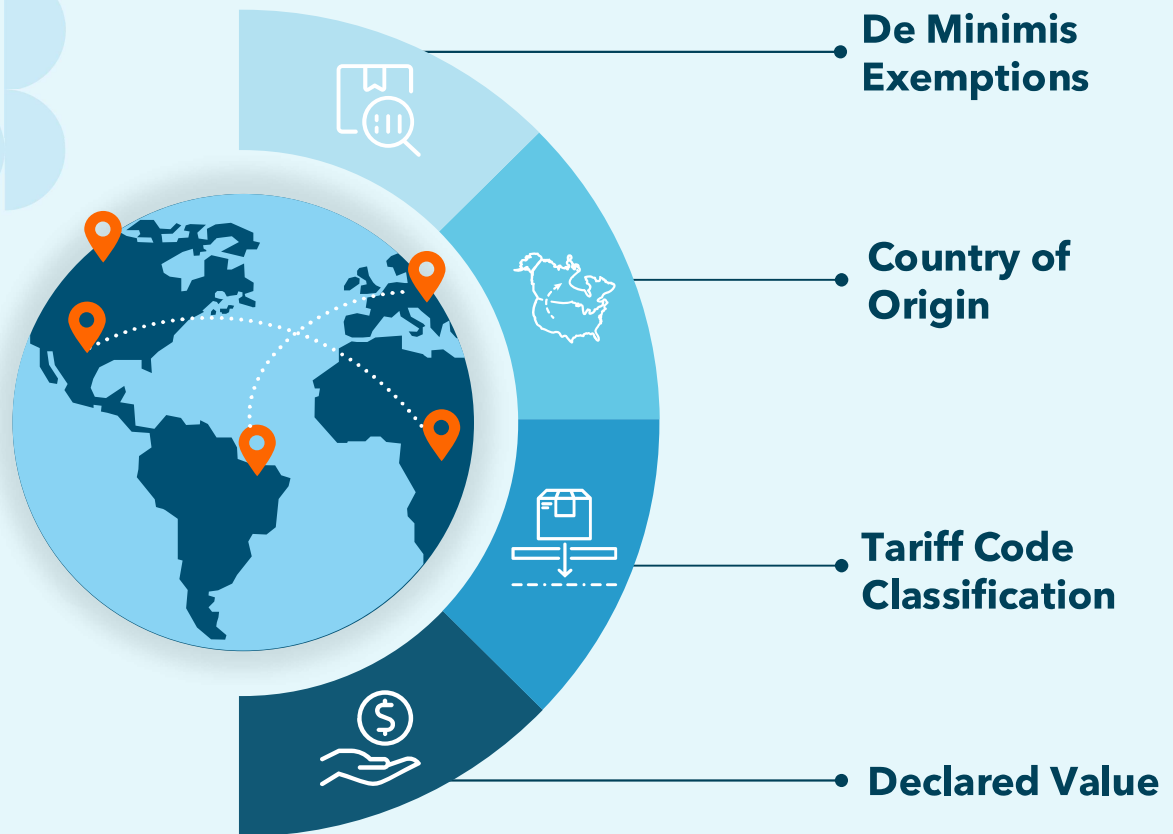 De Minimis
Exemptions
Country of
Origin
Tariff Code
Classification
Declared Value